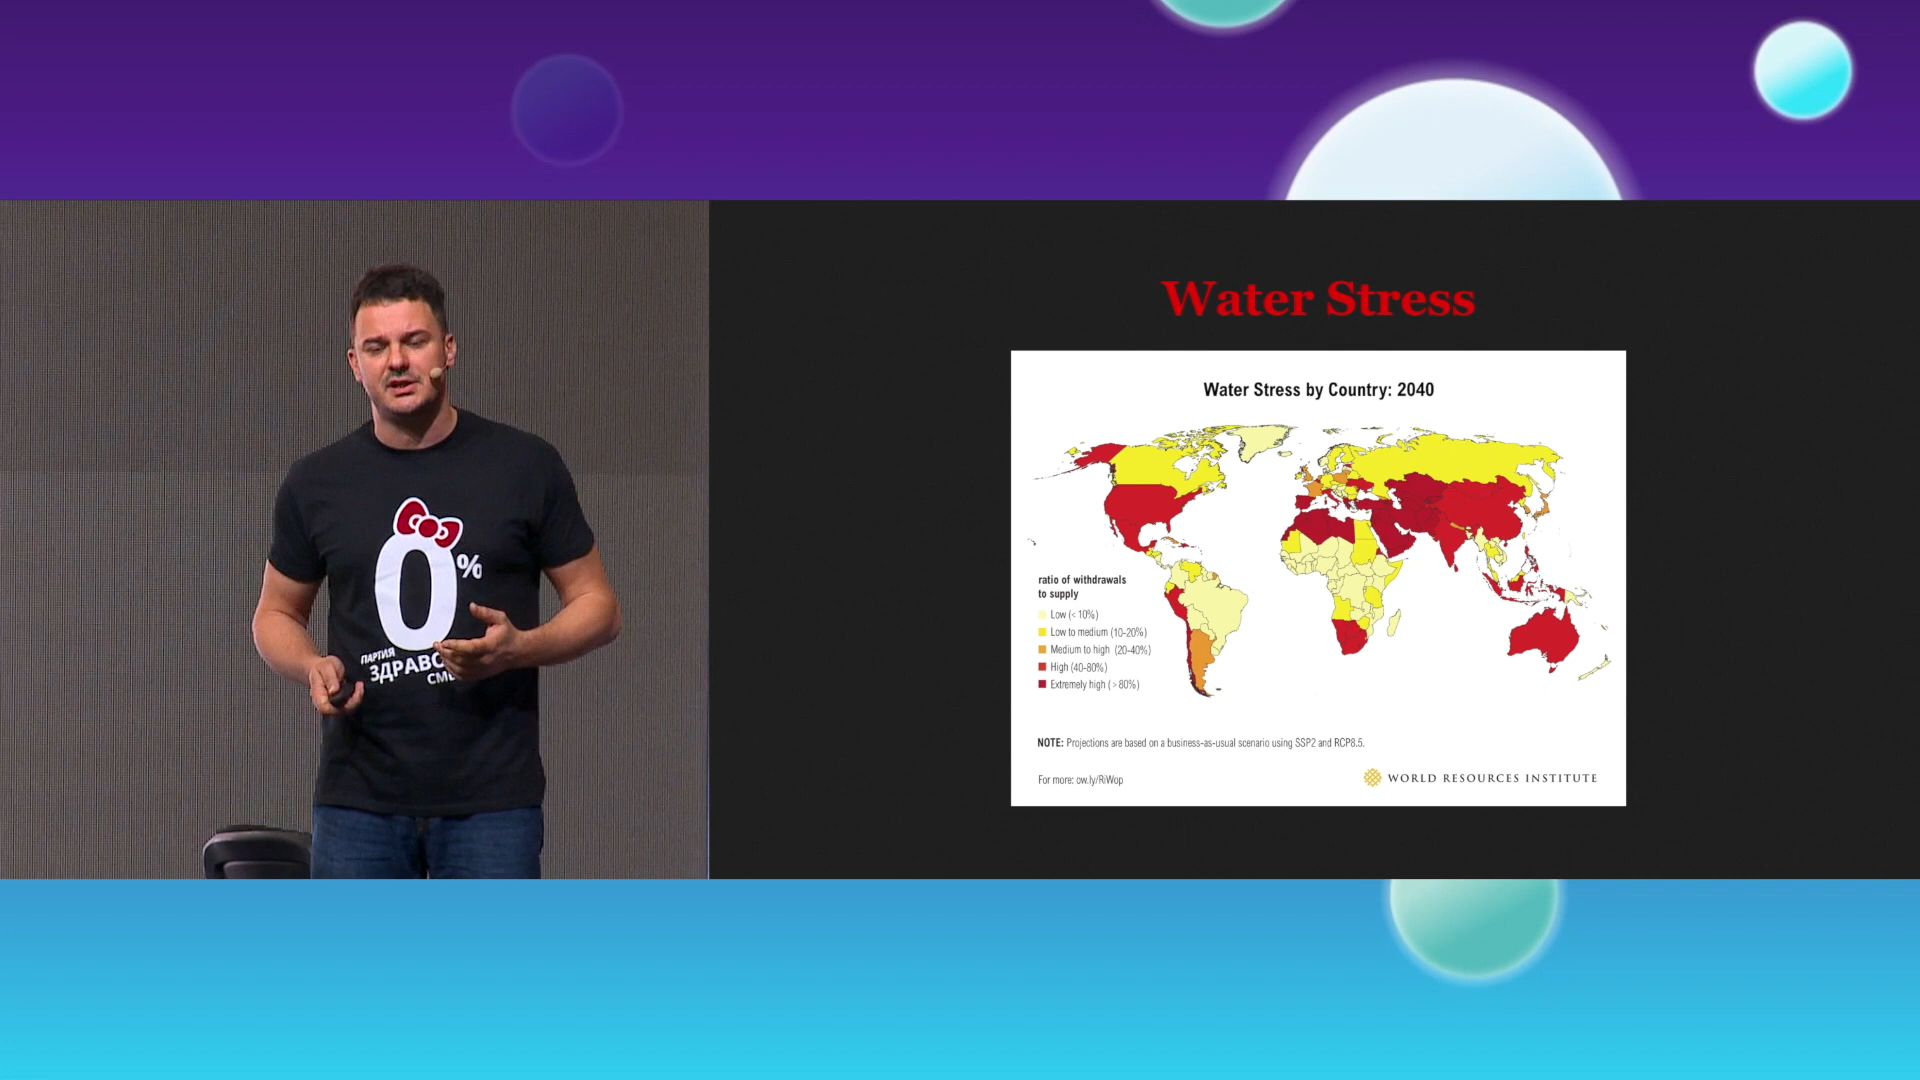 0%
ПАРТИЯ
Water Stress
Water Stress by Country: 2040
ratio of withdrawals
to supply
Low (< 10%)
Low to medium (10-20%)
Medium to high (20-40%)
High (40-80%)
Extremely high (> 80%)
NOTE: Projections are based on a business-as-usual scenario using SSP2 and RCP8.5.
For more: ow.ly/RiWop
WORLD RESOURCES INSTITUTE